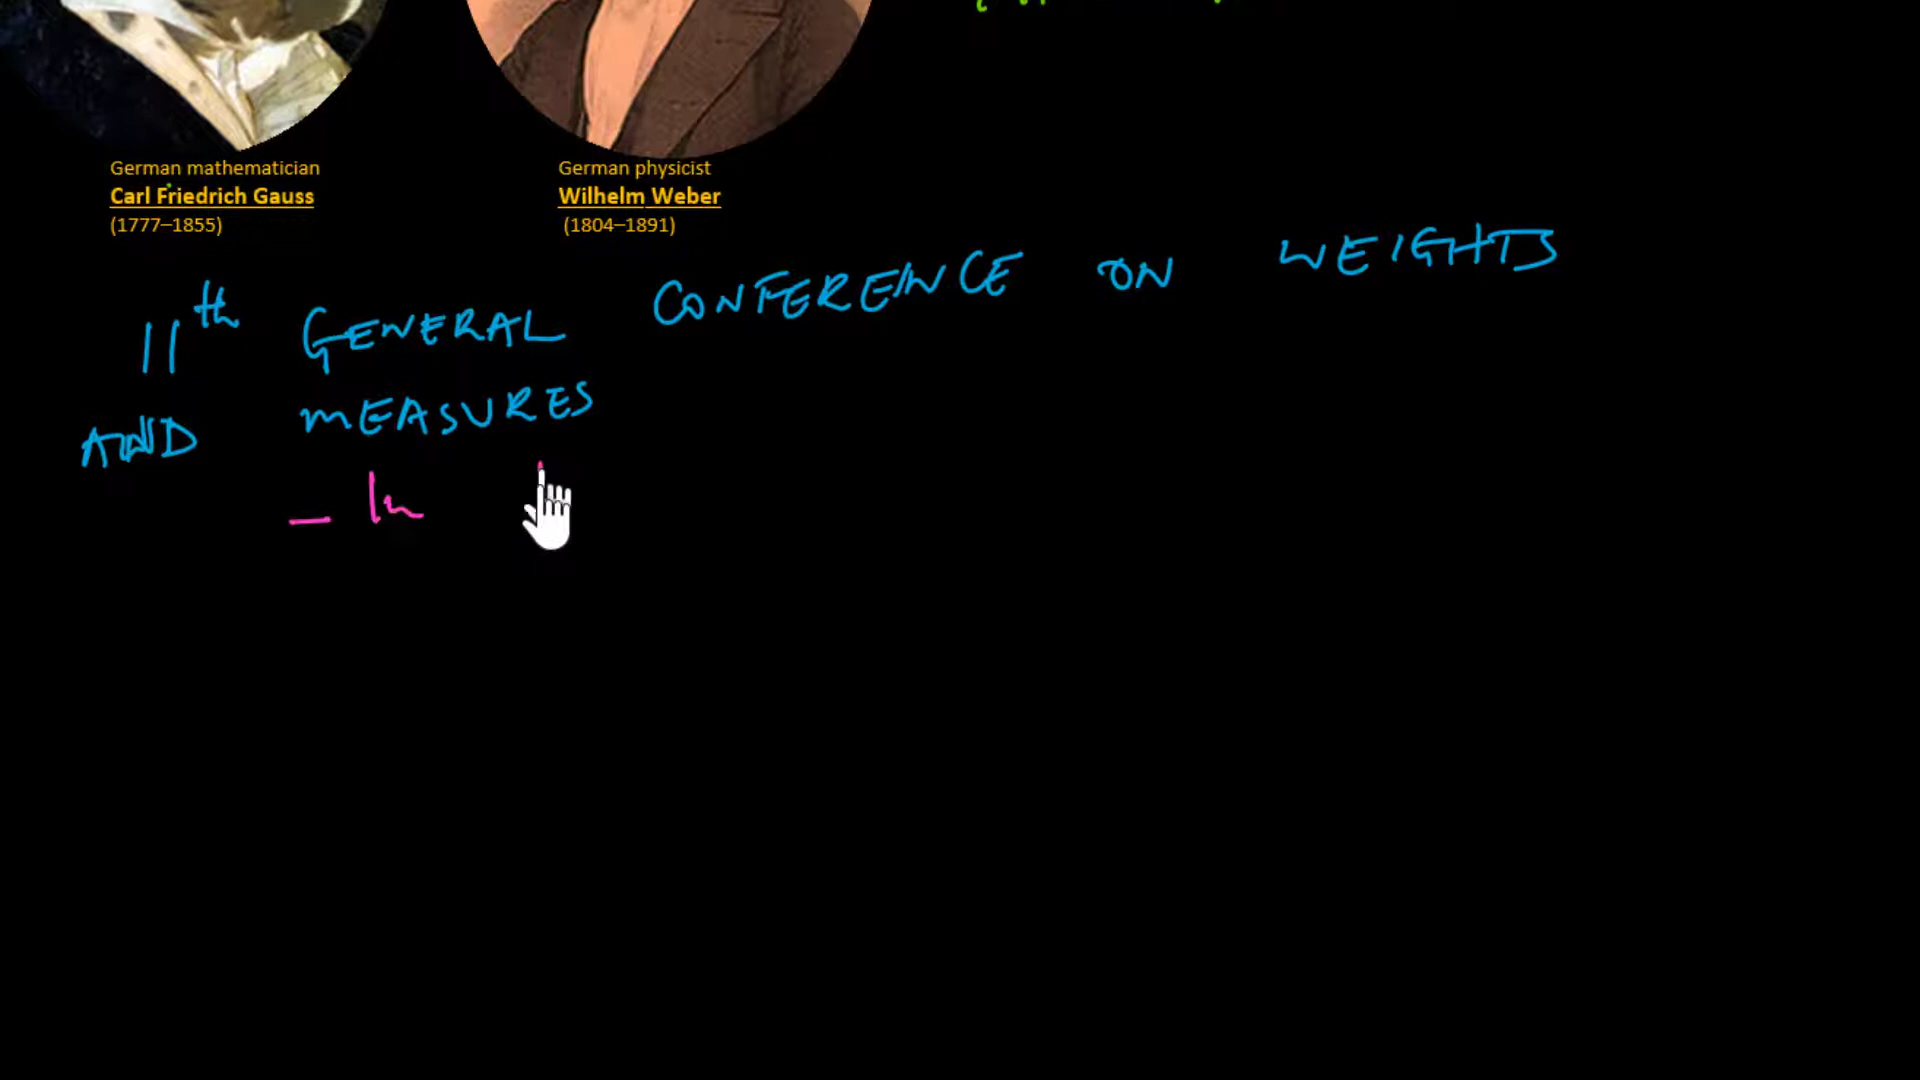 German mathematician
Carl Friedrich Gauss
(1777–1855)
German physicist
Wilhelm Weber
(1804–1891)
11th GENERAL CONFERENCE ON WEIGHTS
AND MEASURES
– In